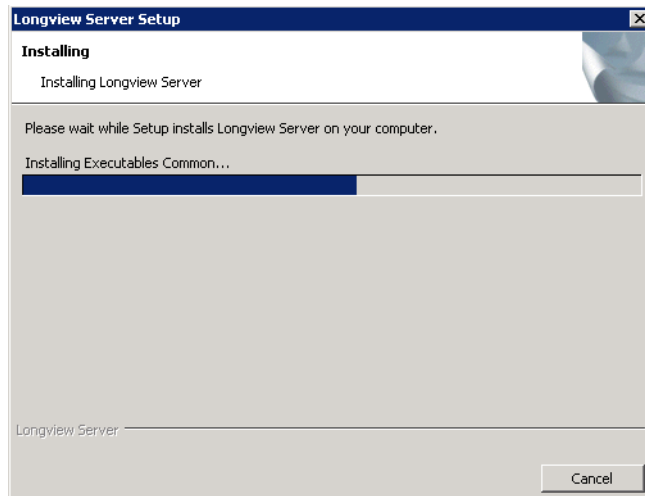 Longview Server Setup
Installing
Installing Longview Server
Please wait while Setup installs Longview Server on your computer.
Installing Executables Common...
Longview Server
Cancel